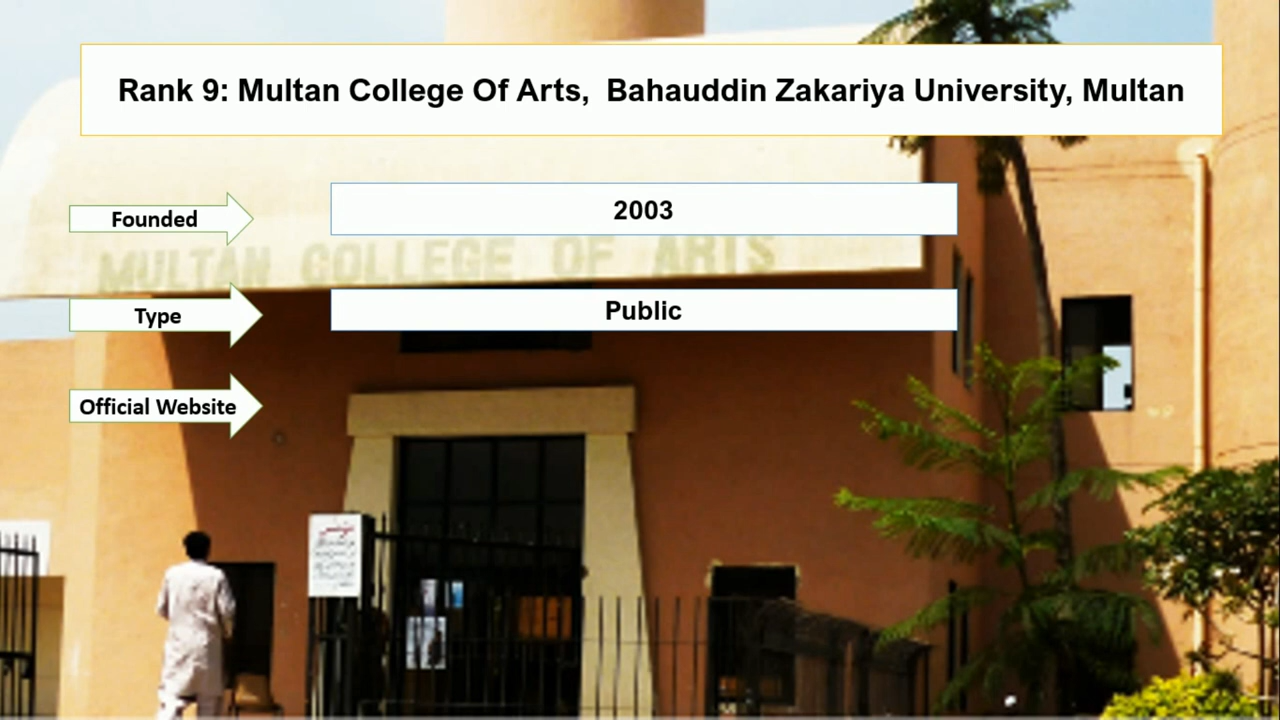 Rank 9: Multan College Of Arts, Bahauddin Zakariya University, Multan
Founded
2003
MULTAN COLLEGE OF ARTS
Type
Public
Official Website